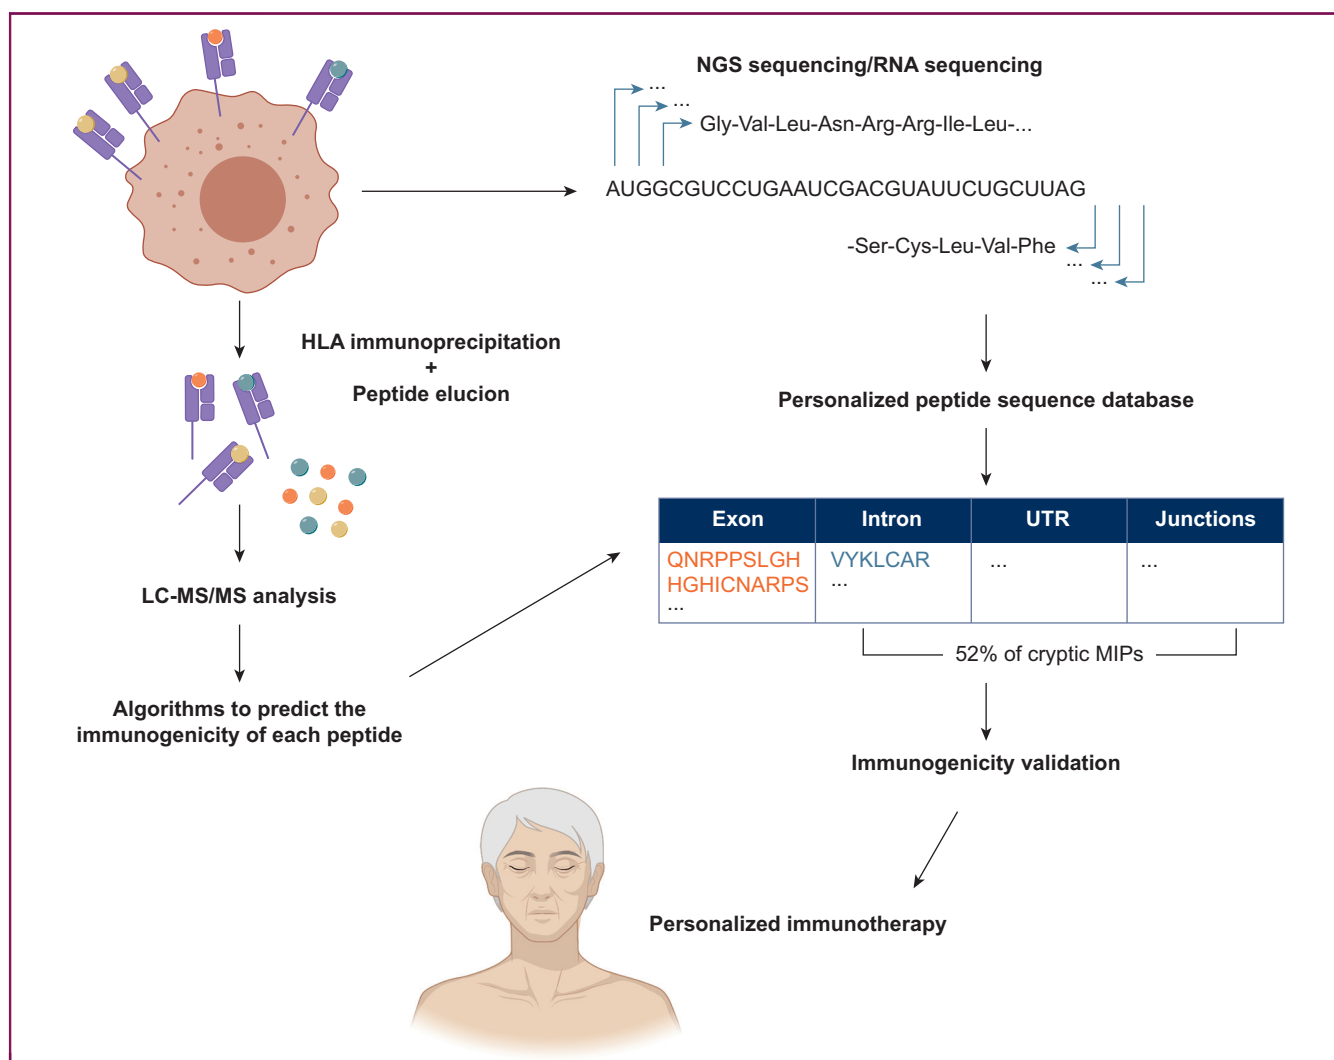 NGS sequencing/RNA sequencing
...
...
Gly-Val-Leu-Asn-Arg-Arg-Ile-Leu-...
AUGGCGUCCUGAAUCGACGUAUUCUGCUUAG
-Ser-Cys-Leu-Val-Phe
...
...
HLA immunoprecipitation
+
Peptide elucion
LC-MS/MS analysis
Algorithms to predict the
immunogenicity of each peptide
Personalized peptide sequence database
Exon Intron UTR Junctions
QNRPPSLGH VYKLCAR ... ...
HGHICNARPS ...
...
52% of cryptic MIPs
Immunogenicity validation
Personalized immunotherapy